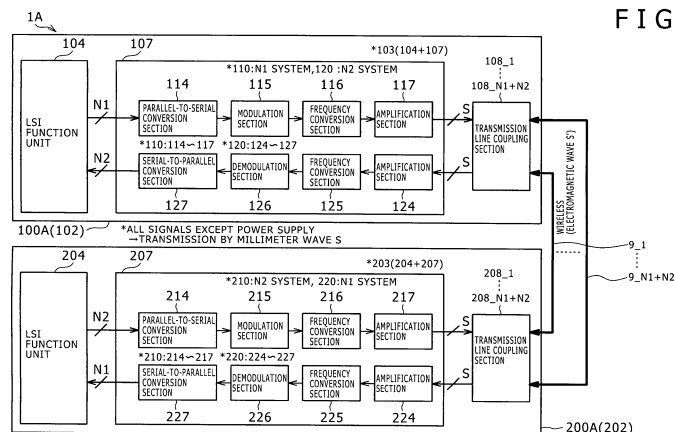 FIG
1A
104
107
*103(104+107)
108_1
108_N1+N2
*110:N1 SYSTEM,120 :N2 SYSTEM
114
115
116
117
LSI FUNCTION UNIT
N1
PARALLEL-TO-SERIAL CONVERSION SECTION
MODULATION SECTION
FREQUENCY CONVERSION SECTION
AMPLIFICATION SECTION
S
TRANSMISSION LINE COUPLING SECTION
*110:114~117
*120:124~127
N2
SERIAL-TO-PARALLEL CONVERSION SECTION
DEMODULATION SECTION
FREQUENCY CONVERSION SECTION
AMPLIFICATION SECTION
S
127
126
125
124
WIRELESS (ELECTROMAGNETIC WAVE S')
100A(102)
*ALL SIGNALS EXCEPT POWER SUPPLY
→TRANSMISSION BY MILLIMETER WAVE S
9_1
9_N1+N2
204
207
*203(204+207)
208_1
208_N1+N2
*210:N2 SYSTEM, 220:N1 SYSTEM
214
215
216
217
LSI FUNCTION UNIT
N2
PARALLEL-TO-SERIAL CONVERSION SECTION
MODULATION SECTION
FREQUENCY CONVERSION SECTION
AMPLIFICATION SECTION
S
TRANSMISSION LINE COUPLING SECTION
*210:214~217
*220:224~227
N1
SERIAL-TO-PARALLEL CONVERSION SECTION
DEMODULATION SECTION
FREQUENCY CONVERSION SECTION
AMPLIFICATION SECTION
S
227
226
225
224
200A(202)